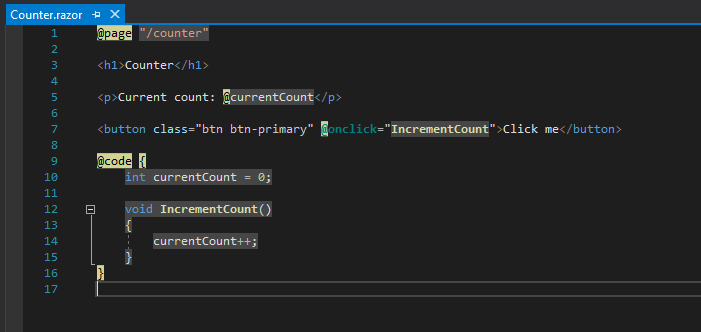 Counter.razor
1 @page "/counter"
2
3 <h1>Counter</h1>
4
5 <p>Current count: @currentCount</p>
6
7 <button class="btn btn-primary" @onclick="IncrementCount">Click me</button>
8
9 @code {
10     int currentCount = 0;
11
12     void IncrementCount()
13     {
14         currentCount++;
15     }
16 }
17